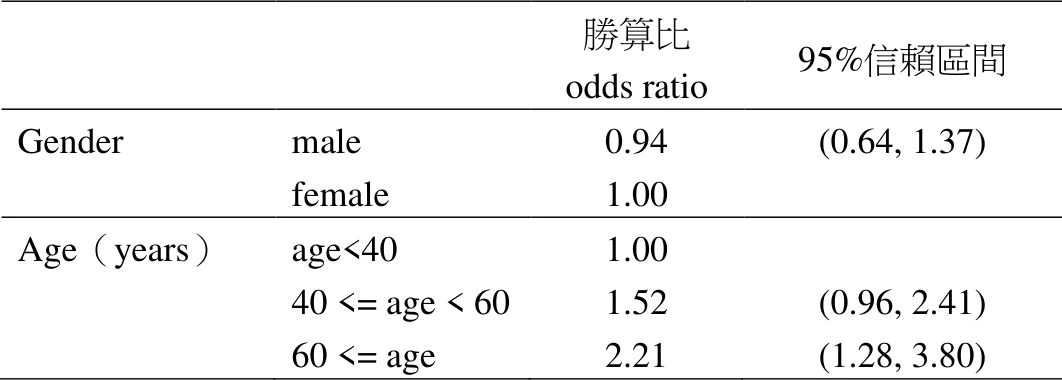 勝算比
odds ratio
95%信賴區間
Gender male 0.94 (0.64, 1.37)
female 1.00
Age（years） age<40 1.00
40 <= age < 60 1.52 (0.96, 2.41)
60 <= age 2.21 (1.28, 3.80)